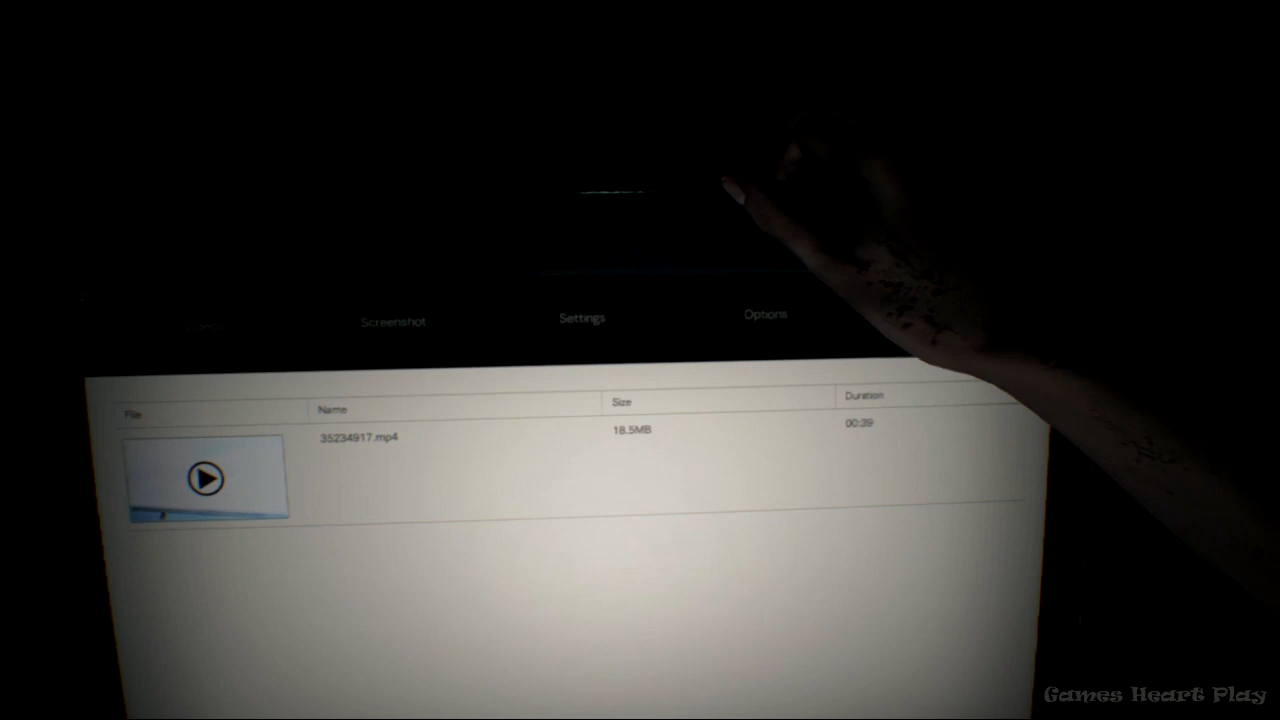 Screenshot Settings Options
File Name Size Duration
35234917.mp4 18.5MB 00:39
Games Heart Play